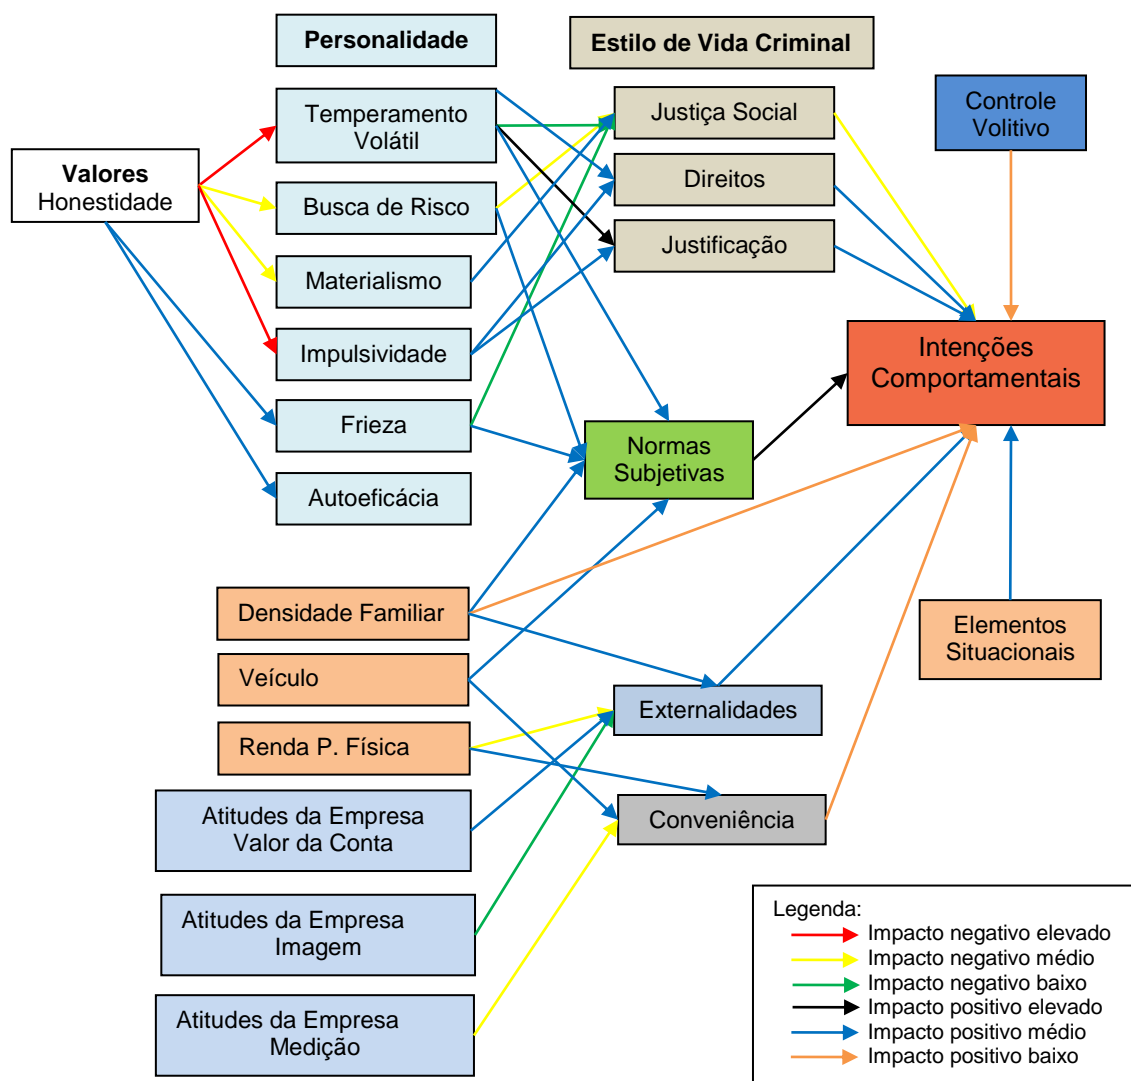 Personalidade
Estilo de Vida Criminal
Temperamento
Volátil
Justiça Social
Controle
Volitivo
Valores
Honestidade
Busca de Risco
Direitos
Materialismo
Justificação
Impulsividade
Intenções
Comportamentais
Frieza
Normas
Subjetivas
Autoeficácia
Densidade Familiar
Elementos
Situacionais
Veículo
Externalidades
Renda P. Física
Atitudes da Empresa
Valor da Conta
Conveniência
Atitudes da Empresa
Imagem
Atitudes da Empresa
Medição
Legenda:
Impacto negativo elevado
Impacto negativo médio
Impacto negativo baixo
Impacto positivo elevado
Impacto positivo médio
Impacto positivo baixo